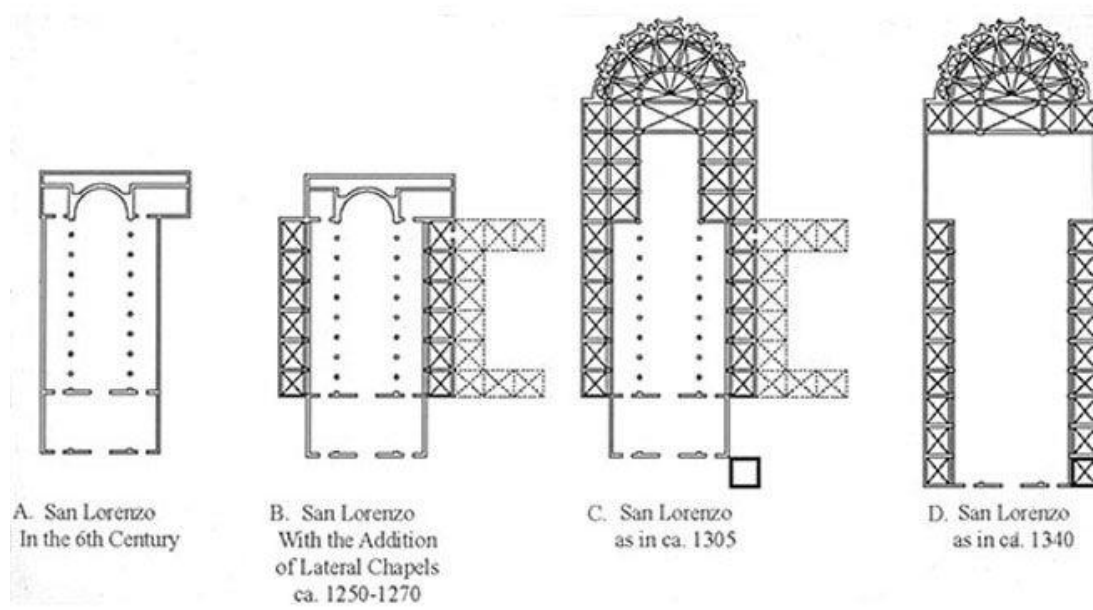 A. San Lorenzo
In the 6th Century
B. San Lorenzo
With the Addition
of Lateral Chapels
ca. 1250-1270
C. San Lorenzo
as in ca. 1305
D. San Lorenzo
as in ca. 1340